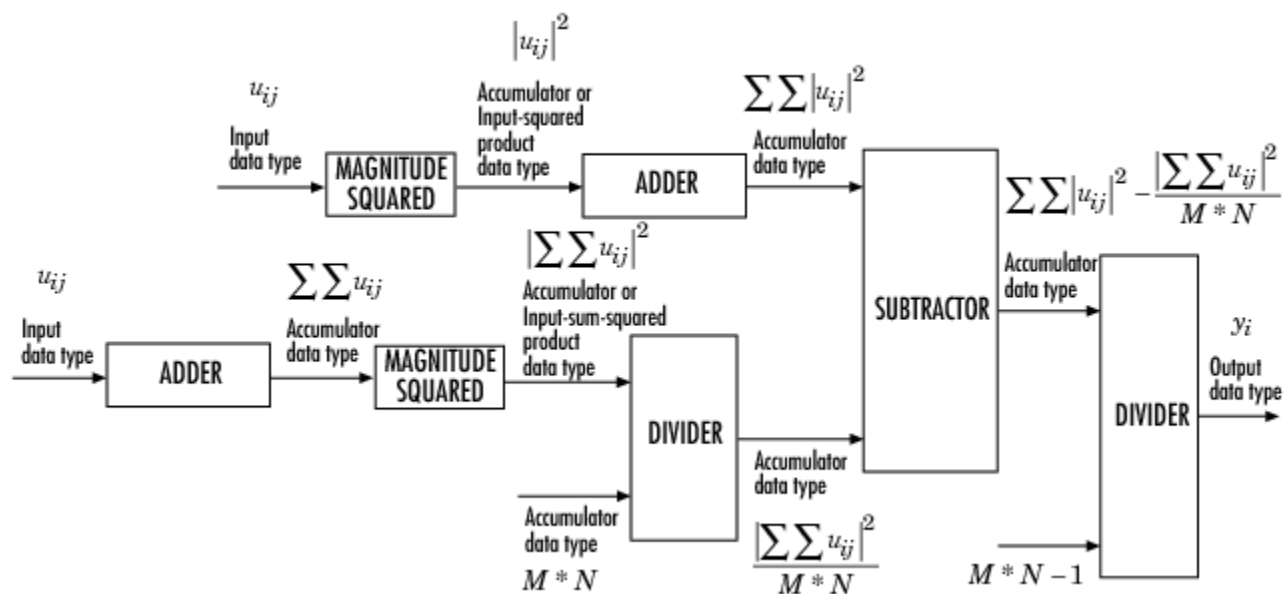 |u_ij|^2
u_ij
Accumulator or
Input-squared
product
data type
∑∑|u_ij|^2
Input
data type
Accumulator
data type
MAGNITUDE
SQUARED
ADDER
∑∑|u_ij|^2 − |∑∑u_ij|^2 / M * N
u_ij
∑∑u_ij
|∑∑u_ij|^2
Accumulator or
Input-sum-squared
product
data type
Input
data type
Accumulator
data type
ADDER
MAGNITUDE
SQUARED
SUBTRACTOR
Accumulator
data type
y_i
Output
data type
DIVIDER
DIVIDER
Accumulator
data type
M * N
Accumulator
data type
|∑∑u_ij|^2 / M * N
M * N − 1